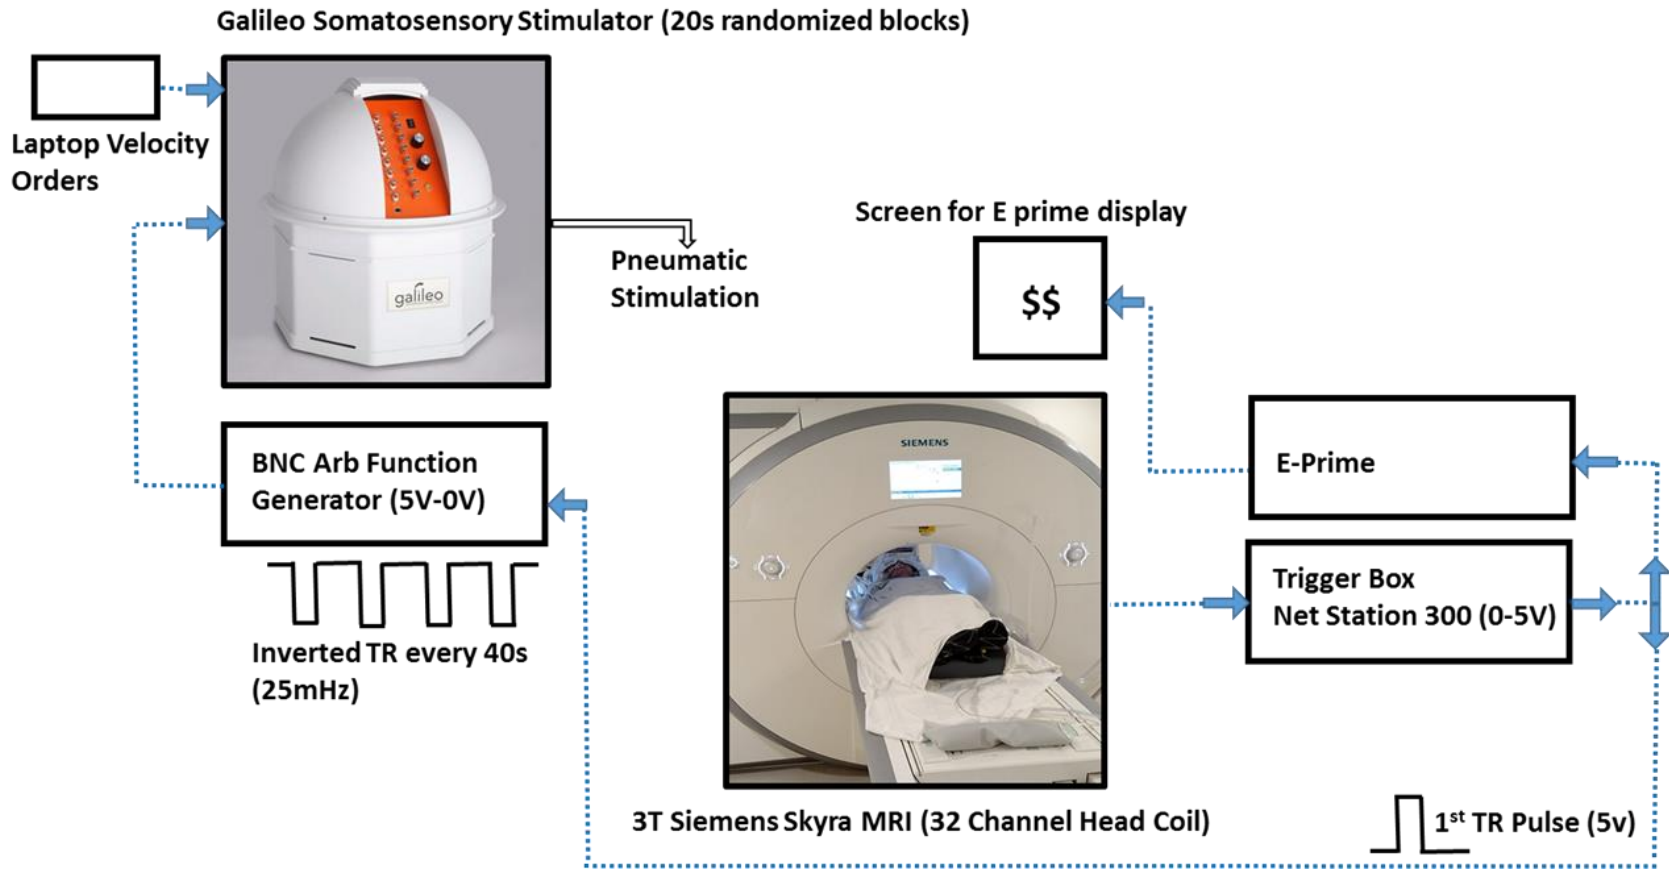 Galileo Somatosensory Stimulator (20s randomized blocks)
Laptop Velocity
Orders
galileo
Pneumatic
Stimulation
Screen for E prime display
$$
BNC Arb Function
Generator (5V-0V)
Inverted TR every 40s
(25mHz)
SIEMENS
E-Prime
Trigger Box
Net Station 300 (0-5V)
3T Siemens Skyra MRI (32 Channel Head Coil)
1st TR Pulse (5v)